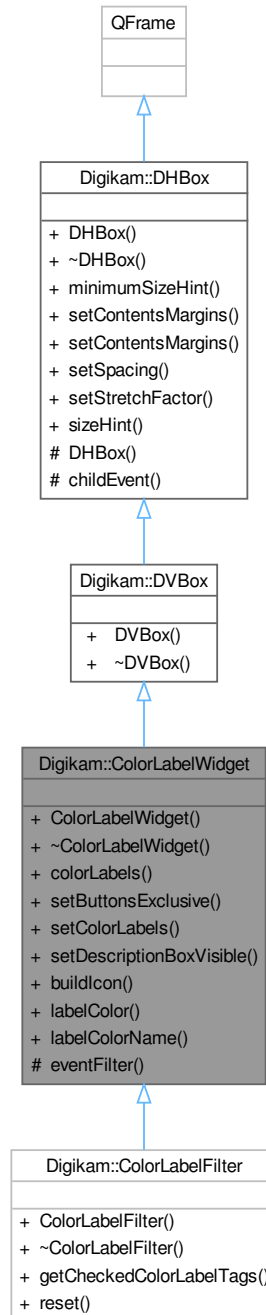 QFrame
Digikam::DHBox
+ DHBox()
+ ~DHBox()
+ minimumSizeHint()
+ setContentsMargins()
+ setContentsMargins()
+ setSpacing()
+ setStretchFactor()
+ sizeHint()
# DHBox()
# childEvent()
Digikam::DVBox
+ DVBox()
+ ~DVBox()
Digikam::ColorLabelWidget
+ ColorLabelWidget()
+ ~ColorLabelWidget()
+ colorLabels()
+ setButtonsExclusive()
+ setColorLabels()
+ setDescriptionBoxVisible()
+ buildIcon()
+ labelColor()
+ labelColorName()
# eventFilter()
Digikam::ColorLabelFilter
+ ColorLabelFilter()
+ ~ColorLabelFilter()
+ getCheckedColorLabelTags()
+ reset()